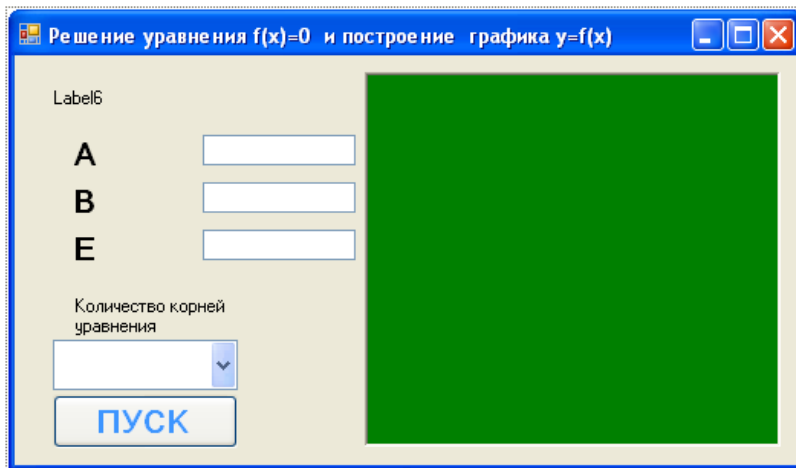 Решение уравнения f(x)=0 и построение графика y=f(x)
Label6
A
B
E
Количество корней
уравнения
ПУСК